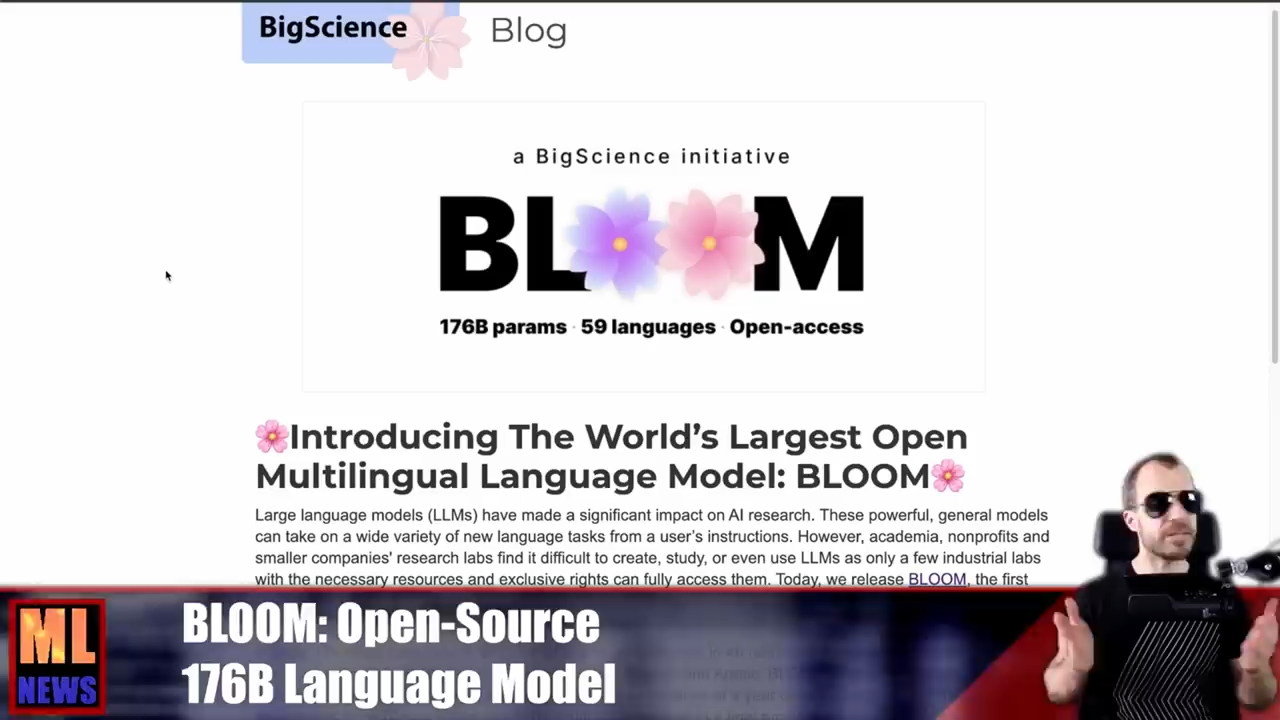 BigScience
Blog
a BigScience initiative
BLOOM
176B params · 59 languages · Open-access
🌸Introducing The World's Largest Open
Multilingual Language Model: BLOOM🌸
Large language models (LLMs) have made a significant impact on AI research. These powerful, general models
can take on a wide variety of new language tasks from a user's instructions. However, academia, nonprofits and
smaller companies' research labs find it difficult to create, study, or even use LLMs as only a few industrial labs
with the necessary resources and exclusive rights can fully access them. Today, we release BLOOM, the first
ML
NEWS
BLOOM: Open-Source
176B Language Model